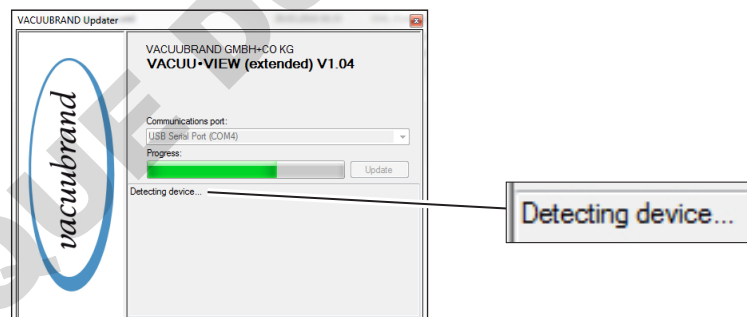 VACUUBRAND Updater
VACUUBRAND GMBH+CO KG
VACUU•VIEW (extended) V1.04
vacuubrand
Communications port:
USB Serial Port (COM4)
Progress:
Update
Detecting device...
Detecting device...
QUE D